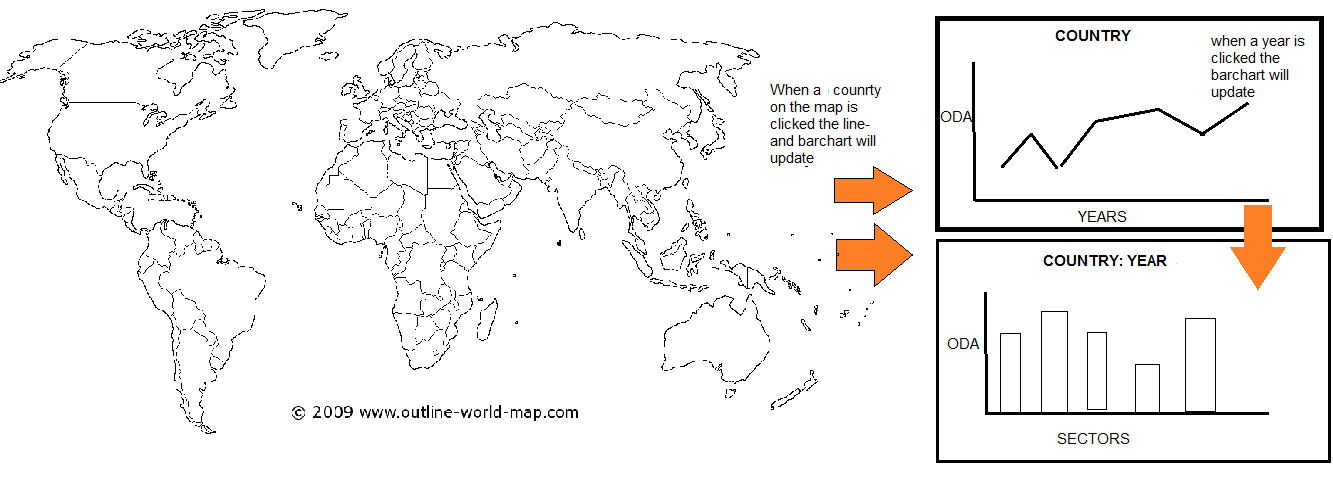 When a counrty
on the map is
clicked the line-
and barchart will
update
© 2009 www.outline-world-map.com
COUNTRY
when a year is
clicked the
barchart will
update
ODA
YEARS
COUNTRY: YEAR
ODA
SECTORS